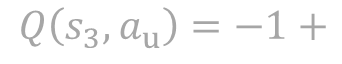 Q(s₃, aᵤ) = −1 +